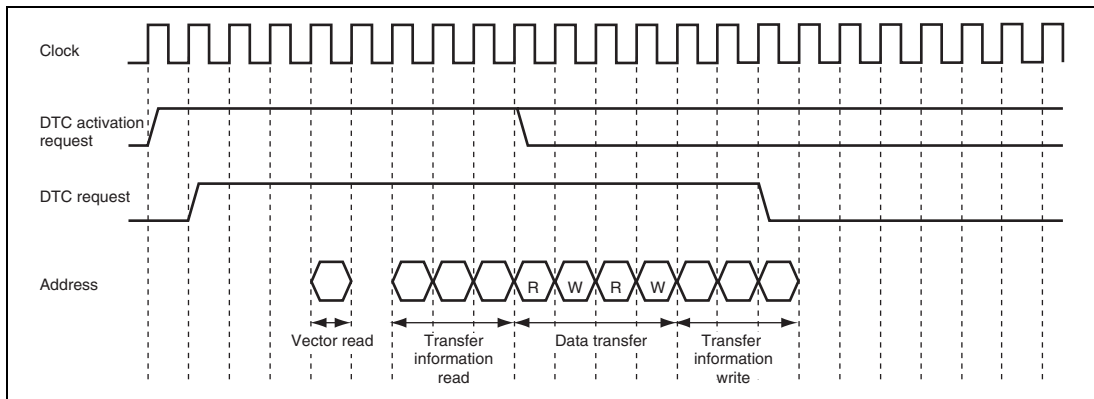 Clock
DTC activation
request
DTC request
Address
R W R W
Vector read
Transfer
information
read
Data transfer
Transfer
information
write